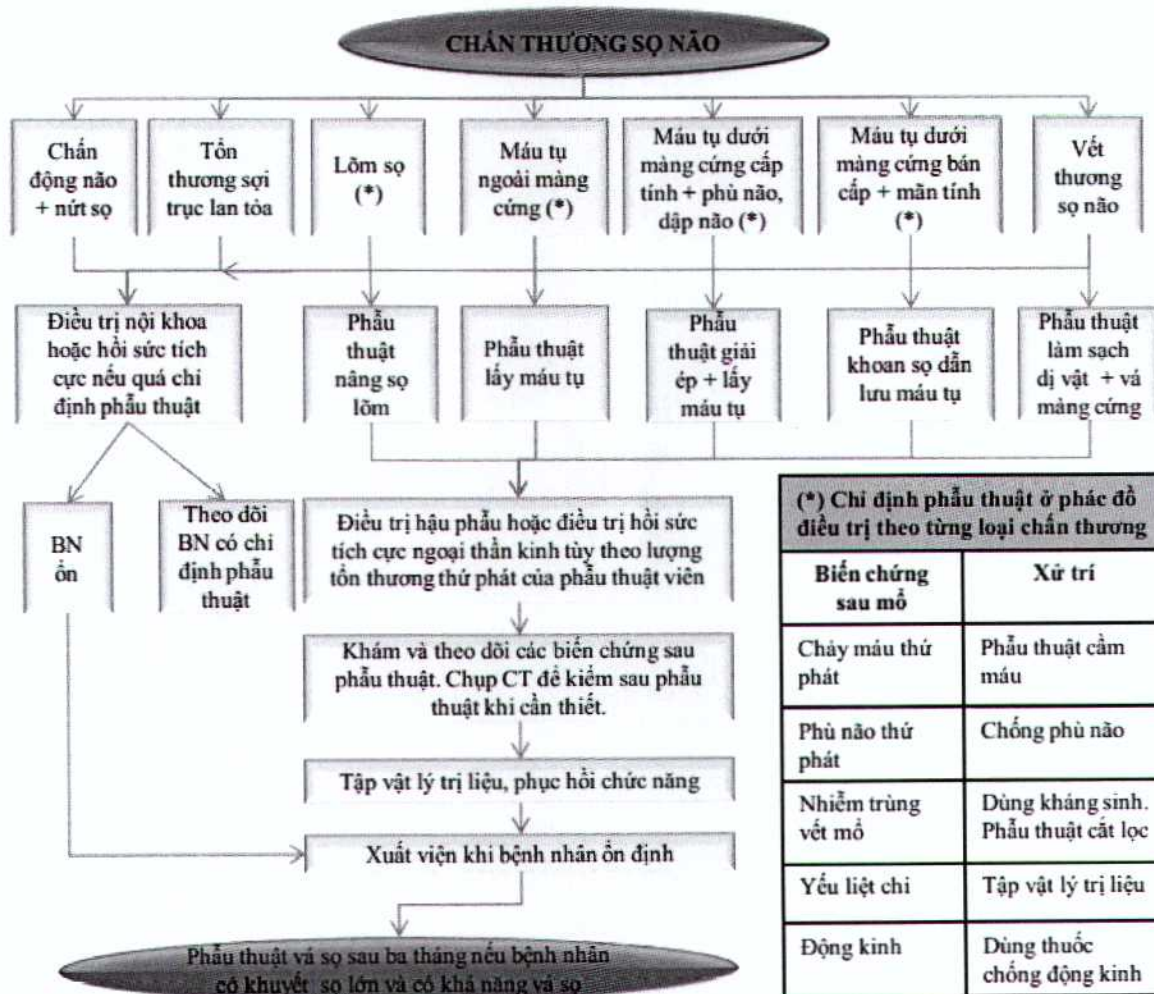 CHẤN THƯƠNG SỌ NÃO
Chấn
động não
+ nứt sọ
Tổn
thương sợi
trục lan tỏa
Lõm sọ
(*)
Máu tụ
ngoài màng
cứng (*)
Máu tụ dưới
màng cứng cấp
tính + phù não,
dập não (*)
Máu tụ dưới
màng cứng bán
cấp + mãn tính
(*)
Vết
thương
sọ não
Điều trị nội khoa
hoặc hồi sức tích
cực nếu quá chỉ
định phẫu thuật
Phẫu
thuật
nâng sọ
lõm
Phẫu thuật
lấy máu tụ
Phẫu
thuật giải
ép + lấy
máu tụ
Phẫu thuật
khoan sọ dẫn
lưu máu tụ
Phẫu thuật
làm sạch
dị vật + vá
màng cứng
BN
ổn
Theo dõi
BN có chỉ
định phẫu
thuật
Điều trị hậu phẫu hoặc điều trị hồi sức
tích cực ngoại thần kinh tùy theo lượng
tổn thương thứ phát của phẫu thuật viên
Khám và theo dõi các biến chứng sau
phẫu thuật. Chụp CT để kiểm sau phẫu
thuật khi cần thiết.
Tập vật lý trị liệu, phục hồi chức năng
Xuất viện khi bệnh nhân ổn định
Phẫu thuật vá sọ sau ba tháng nếu bệnh nhân
có khuyết sọ lớn và có khả năng vá sọ
(*) Chỉ định phẫu thuật ở phác đồ
điều trị theo từng loại chấn thương
Biến chứng
sau mổ
Xử trí
Chảy máu thứ
phát
Phẫu thuật cầm
máu
Phù não thứ
phát
Chống phù não
Nhiễm trùng
vết mổ
Dùng kháng sinh.
Phẫu thuật cắt lọc
Yếu liệt chi
Tập vật lý trị liệu
Động kinh
Dùng thuốc
chống động kinh